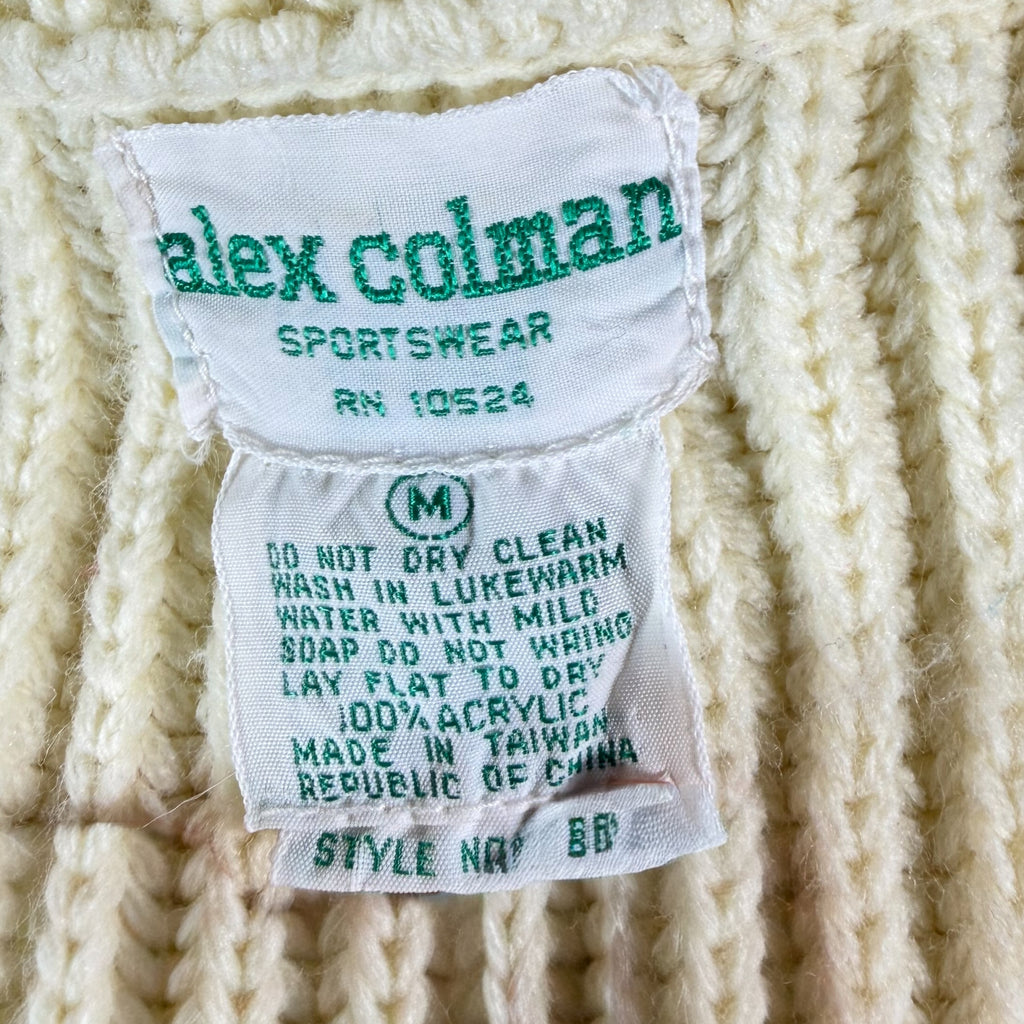 alex colman
SPORTSWEAR
RN 10524
M
DO NOT DRY CLEAN
WASH IN LUKEWARM
WATER WITH MILD
SOAP DO NOT WRING
LAY FLAT TO DRY
100% ACRYLIC
MADE IN TAIWAN
REPUBLIC OF CHINA
STYLE